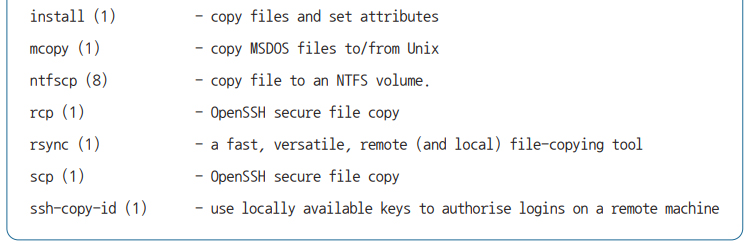 install (1) - copy files and set attributes
mcopy (1) - copy MSDOS files to/from Unix
ntfscp (8) - copy file to an NTFS volume.
rcp (1) - OpenSSH secure file copy
rsync (1) - a fast, versatile, remote (and local) file-copying tool
scp (1) - OpenSSH secure file copy
ssh-copy-id (1) - use locally available keys to authorise logins on a remote machine